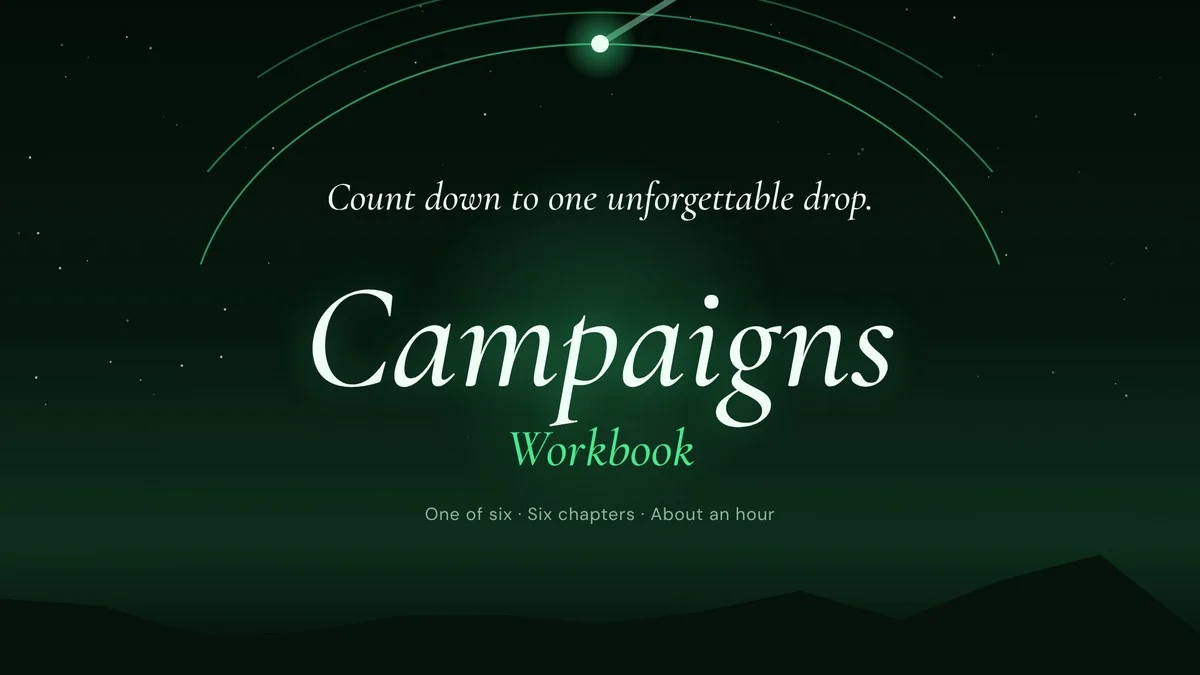 Count down to one unforgettable drop.
Campaigns
Workbook
One of six · Six chapters · About an hour